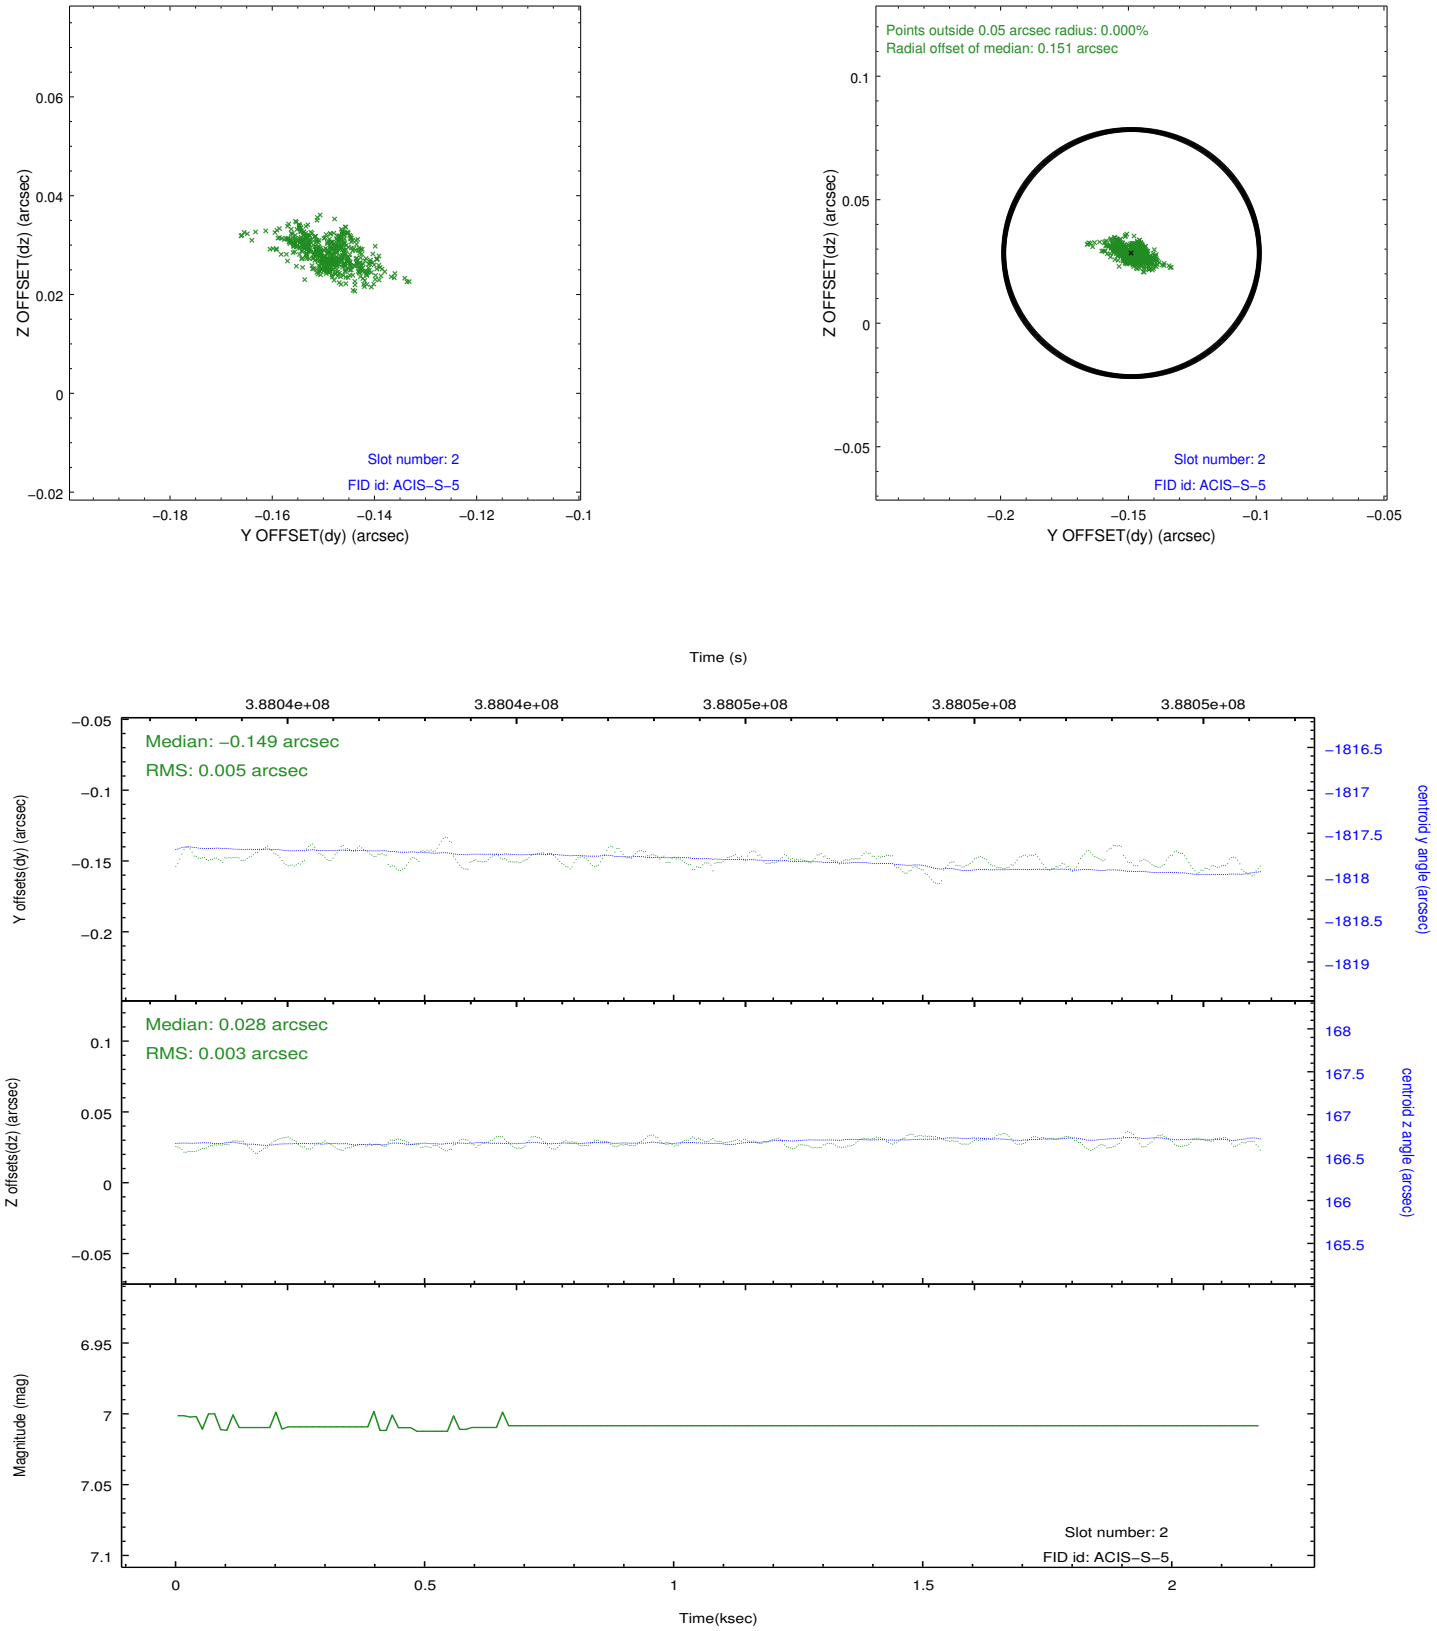 0.06
0.04
0.02
0
−0.02
Z OFFSET(dz) (arcsec)
Slot number: 2
FID id: ACIS−S−5
−0.18 −0.16 −0.14 −0.12 −0.1
Y OFFSET(dy) (arcsec)
Points outside 0.05 arcsec radius: 0.000%
Radial offset of median: 0.151 arcsec
0.1
0.05
0
−0.05
Z OFFSET(dz) (arcsec)
Slot number: 2
FID id: ACIS−S−5
−0.2 −0.15 −0.1 −0.05
Y OFFSET(dy) (arcsec)
Time (s)
3.8804e+08 3.8804e+08 3.8805e+08 3.8805e+08 3.8805e+08
Median: −0.149 arcsec
RMS: 0.005 arcsec
−0.05
−0.1
−0.15
−0.2
Y offsets(dy) (arcsec)
−1816.5
−1817
−1817.5
−1818
−1818.5
−1819
centroid y angle (arcsec)
Median: 0.028 arcsec
RMS: 0.003 arcsec
0.1
0.05
0
−0.05
Z offsets(dz) (arcsec)
168
167.5
167
166.5
166
165.5
centroid z angle (arcsec)
6.95
7
7.05
7.1
Magnitude (mag)
Slot number: 2
FID id: ACIS−S−5
0 0.5 1 1.5 2
Time(ksec)